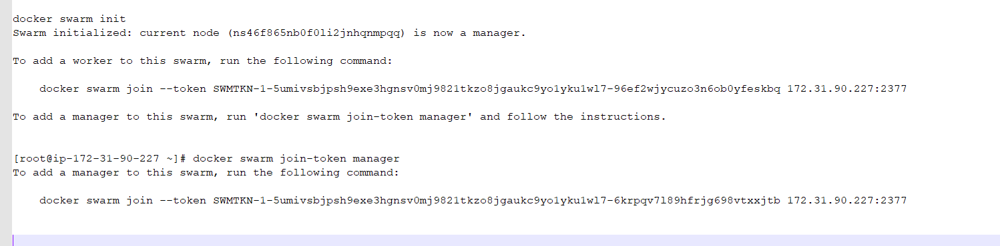 docker swarm init
Swarm initialized: current node (ns46f865nb0f0li2jnhqnmpqq) is now a manager.
To add a worker to this swarm, run the following command:
docker swarm join --token SWMTKN-1-5umivsbjpsh9exe3hgnsv0mj9821tkzo8jgaukc9yo1yku1wl7-96ef2wjycuzo3n6ob0yfeskbq 172.31.90.227:2377
To add a manager to this swarm, run 'docker swarm join-token manager' and follow the instructions.
[root@ip-172-31-90-227 ~]# docker swarm join-token manager
To add a manager to this swarm, run the following command:
docker swarm join --token SWMTKN-1-5umivsbjpsh9exe3hgnsv0mj9821tkzo8jgaukc9yo1yku1wl7-6krpqv7l89hfrjg698vtxxjtb 172.31.90.227:2377